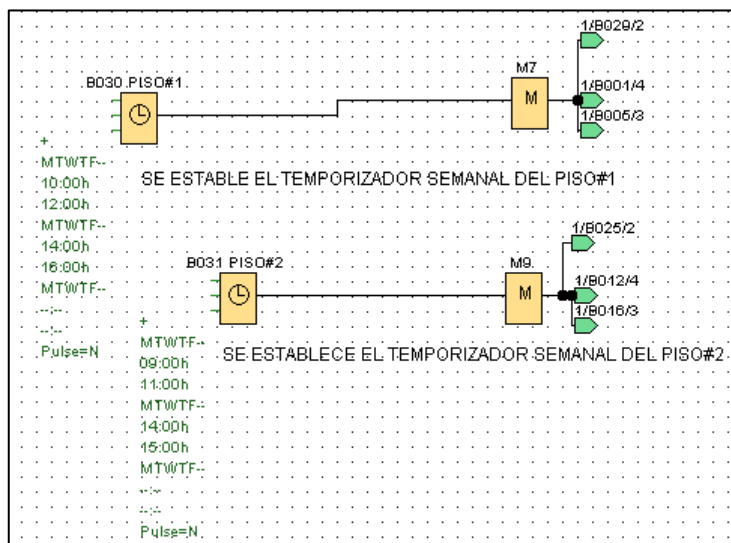 1/B029/2
B030 PISO#1
M7
M
1/B001/4
1/B005/3
+
MTWTF--
10:00h
12:00h
MTWTF--
14:00h
16:00h
MTWTF--
--:--
--:--
Pulse=N
SE ESTABLE EL TEMPORIZADOR SEMANAL DEL PISO#1
1/B025/2
B031 PISO#2
M9
M
1/B012/4
1/B016/3
+
MTWTF--
09:00h
11:00h
MTWTF--
14:00h
15:00h
MTWTF--
--:--
--:--
Pulse=N
SE ESTABLECE EL TEMPORIZADOR SEMANAL DEL PISO#2